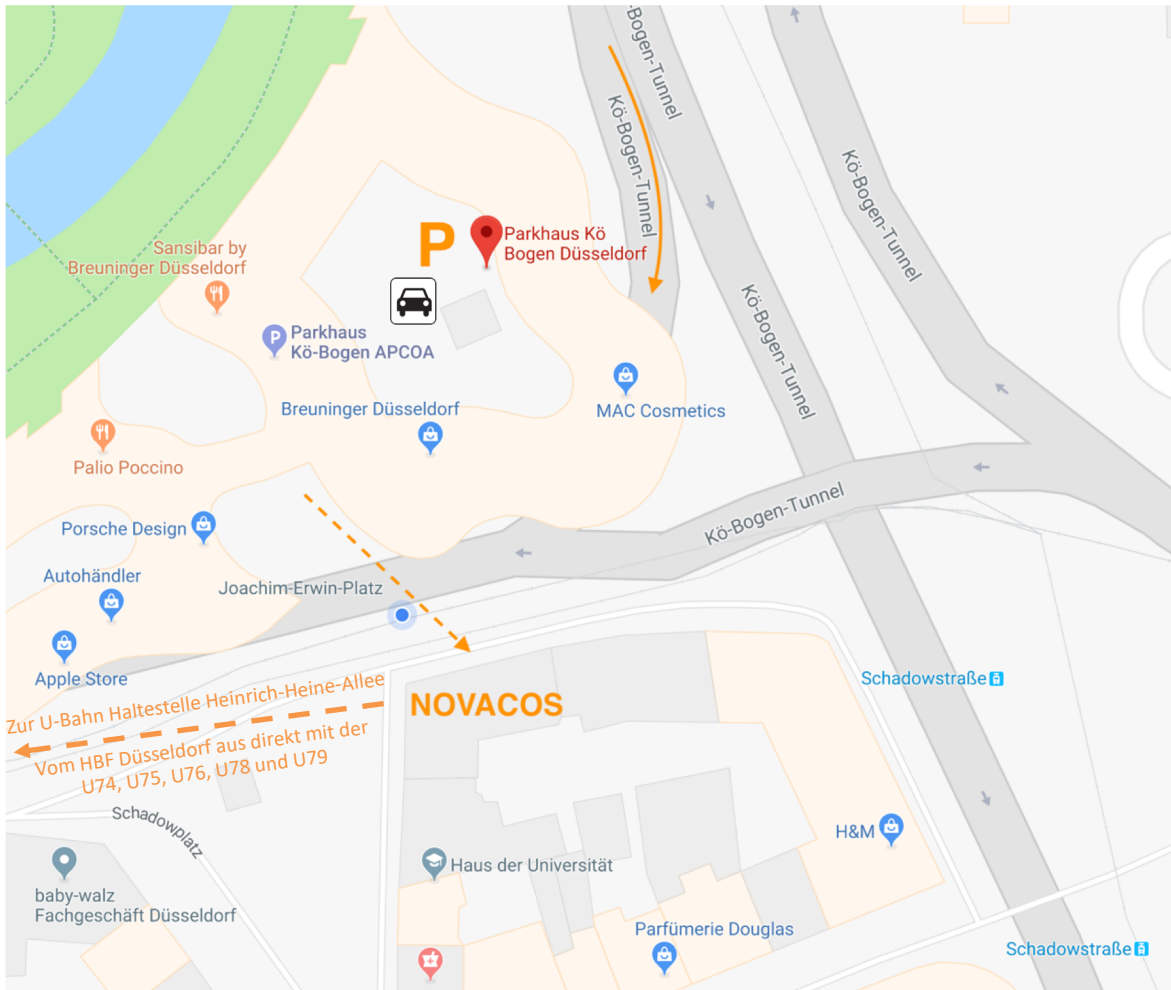 -Bogen-Tunnel
Kö-Bogen-Tunnel
Kö-Bogen-Tunnel
P
Parkhaus Kö
Bogen Düsseldorf
Sansibar by
Breuninger Düsseldorf
P
Parkhaus
Kö-Bogen APCOA
Kö-Bogen-Tunnel
Breuninger Düsseldorf
MAC Cosmetics
Palio Poccino
Kö-Bogen-Tunnel
Porsche Design
Autohändler
Joachim-Erwin-Platz
Apple Store
Schadowstraße
NOVACOS
Zur U-Bahn Haltestelle Heinrich-Heine-Allee
Vom HBF Düsseldorf aus direkt mit der
U74, U75, U76, U78 und U79
Schadowplatz
H&M
Haus der Universität
baby-walz
Fachgeschäft Düsseldorf
Parfümerie Douglas
Schadowstraße